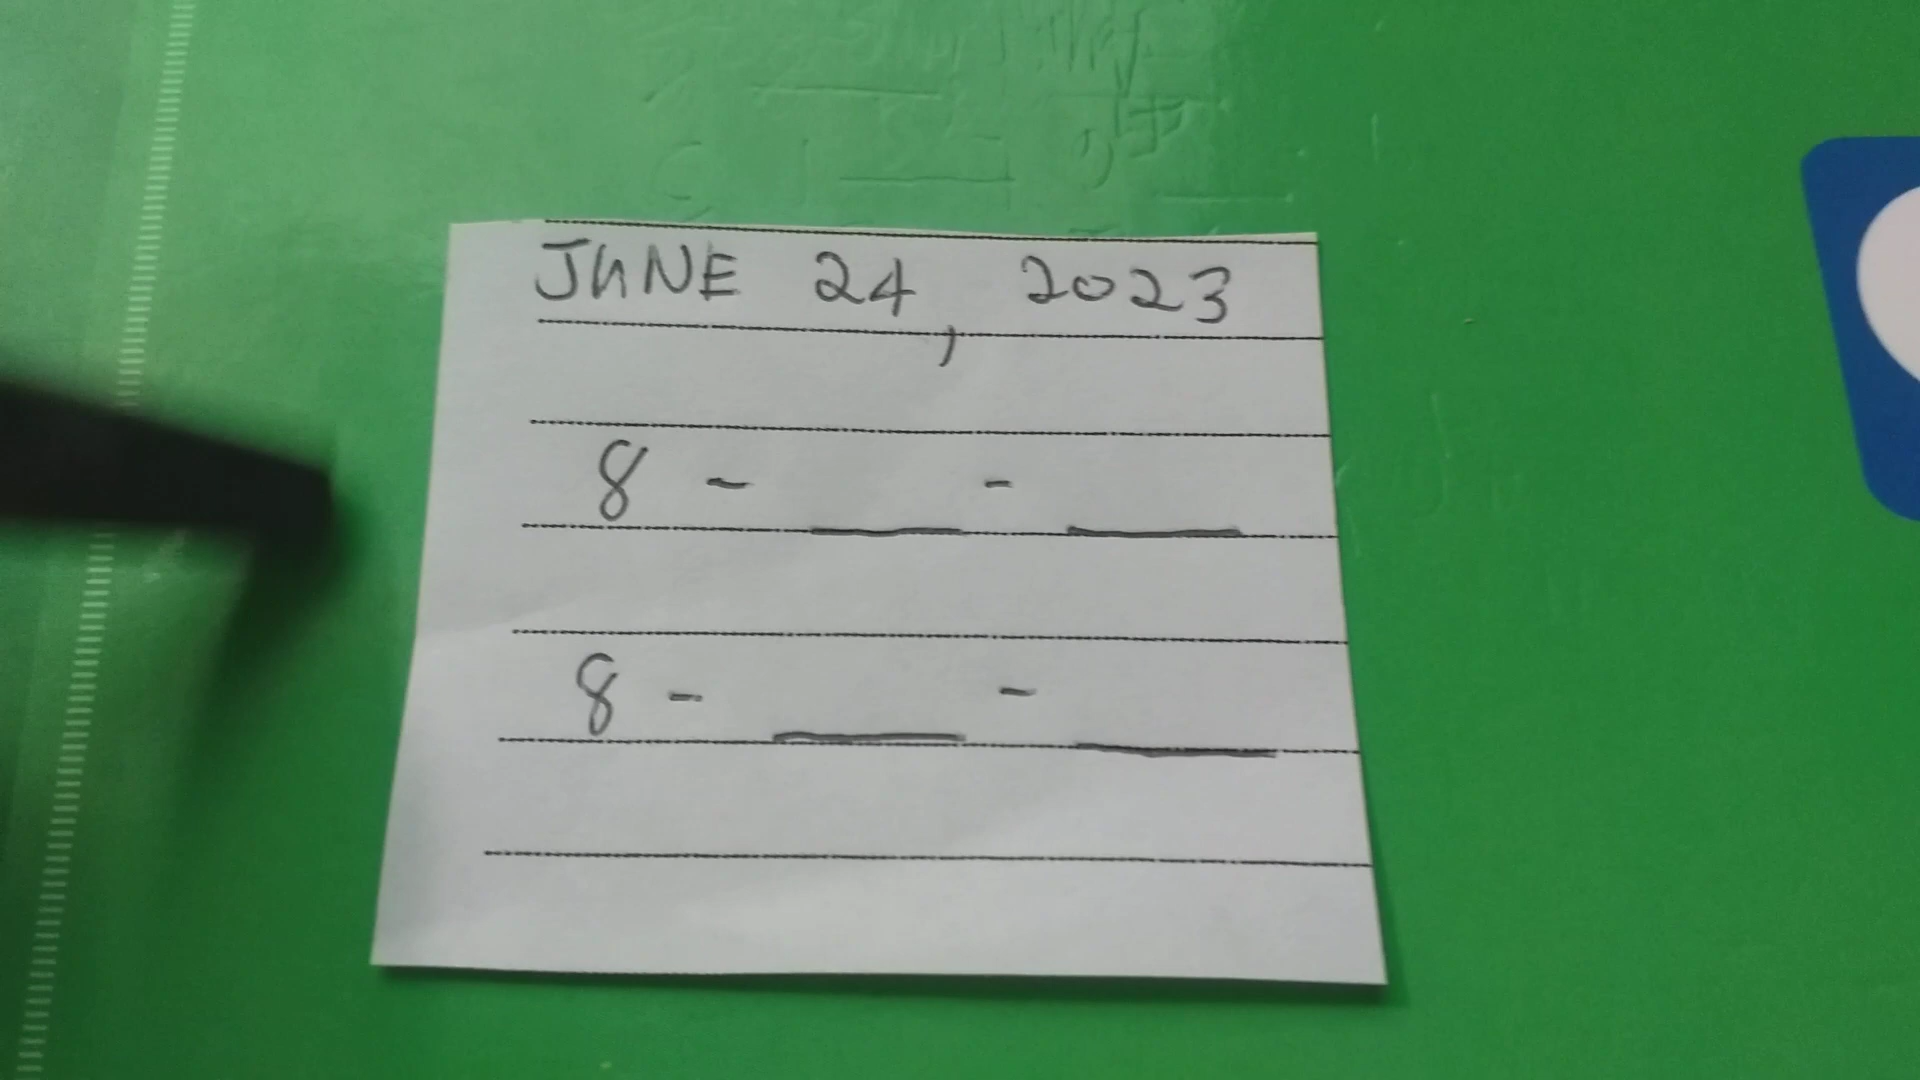 JUNE 24, 2023
8 - ___ - ___
8 - ___ - ___